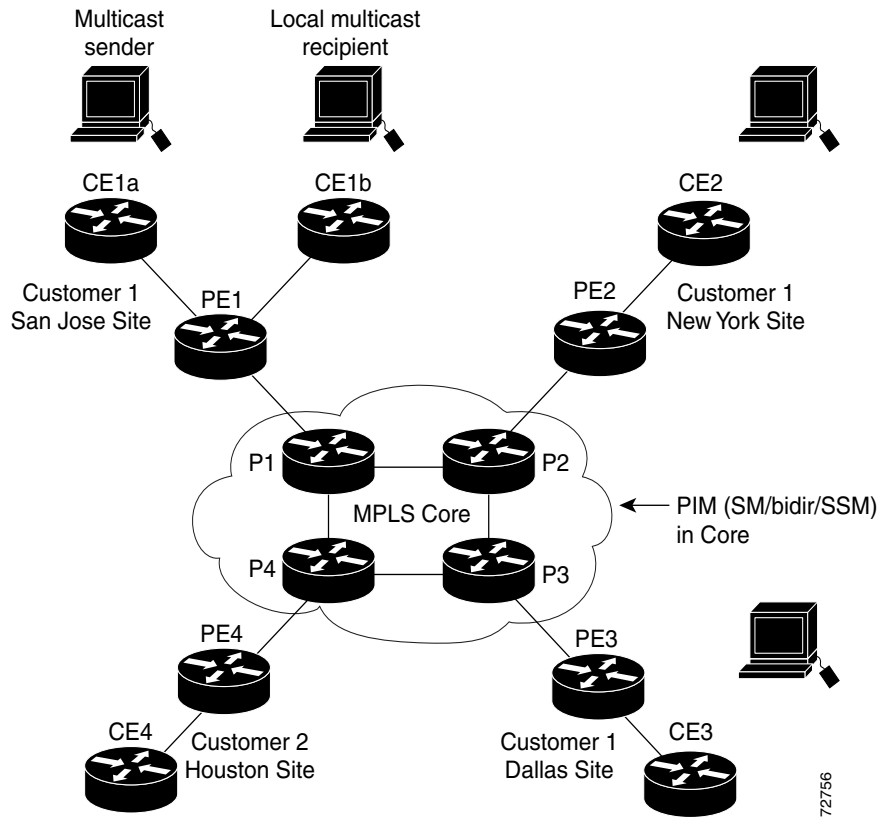 Multicast
sender
Local multicast
recipient
CE1a
CE1b
CE2
Customer 1
San Jose Site
PE1
PE2
Customer 1
New York Site
P1
P2
MPLS Core
PIM (SM/bidir/SSM)
in Core
P4
P3
PE4
PE3
CE4
Customer 2
Houston Site
Customer 1
Dallas Site
CE3
72756